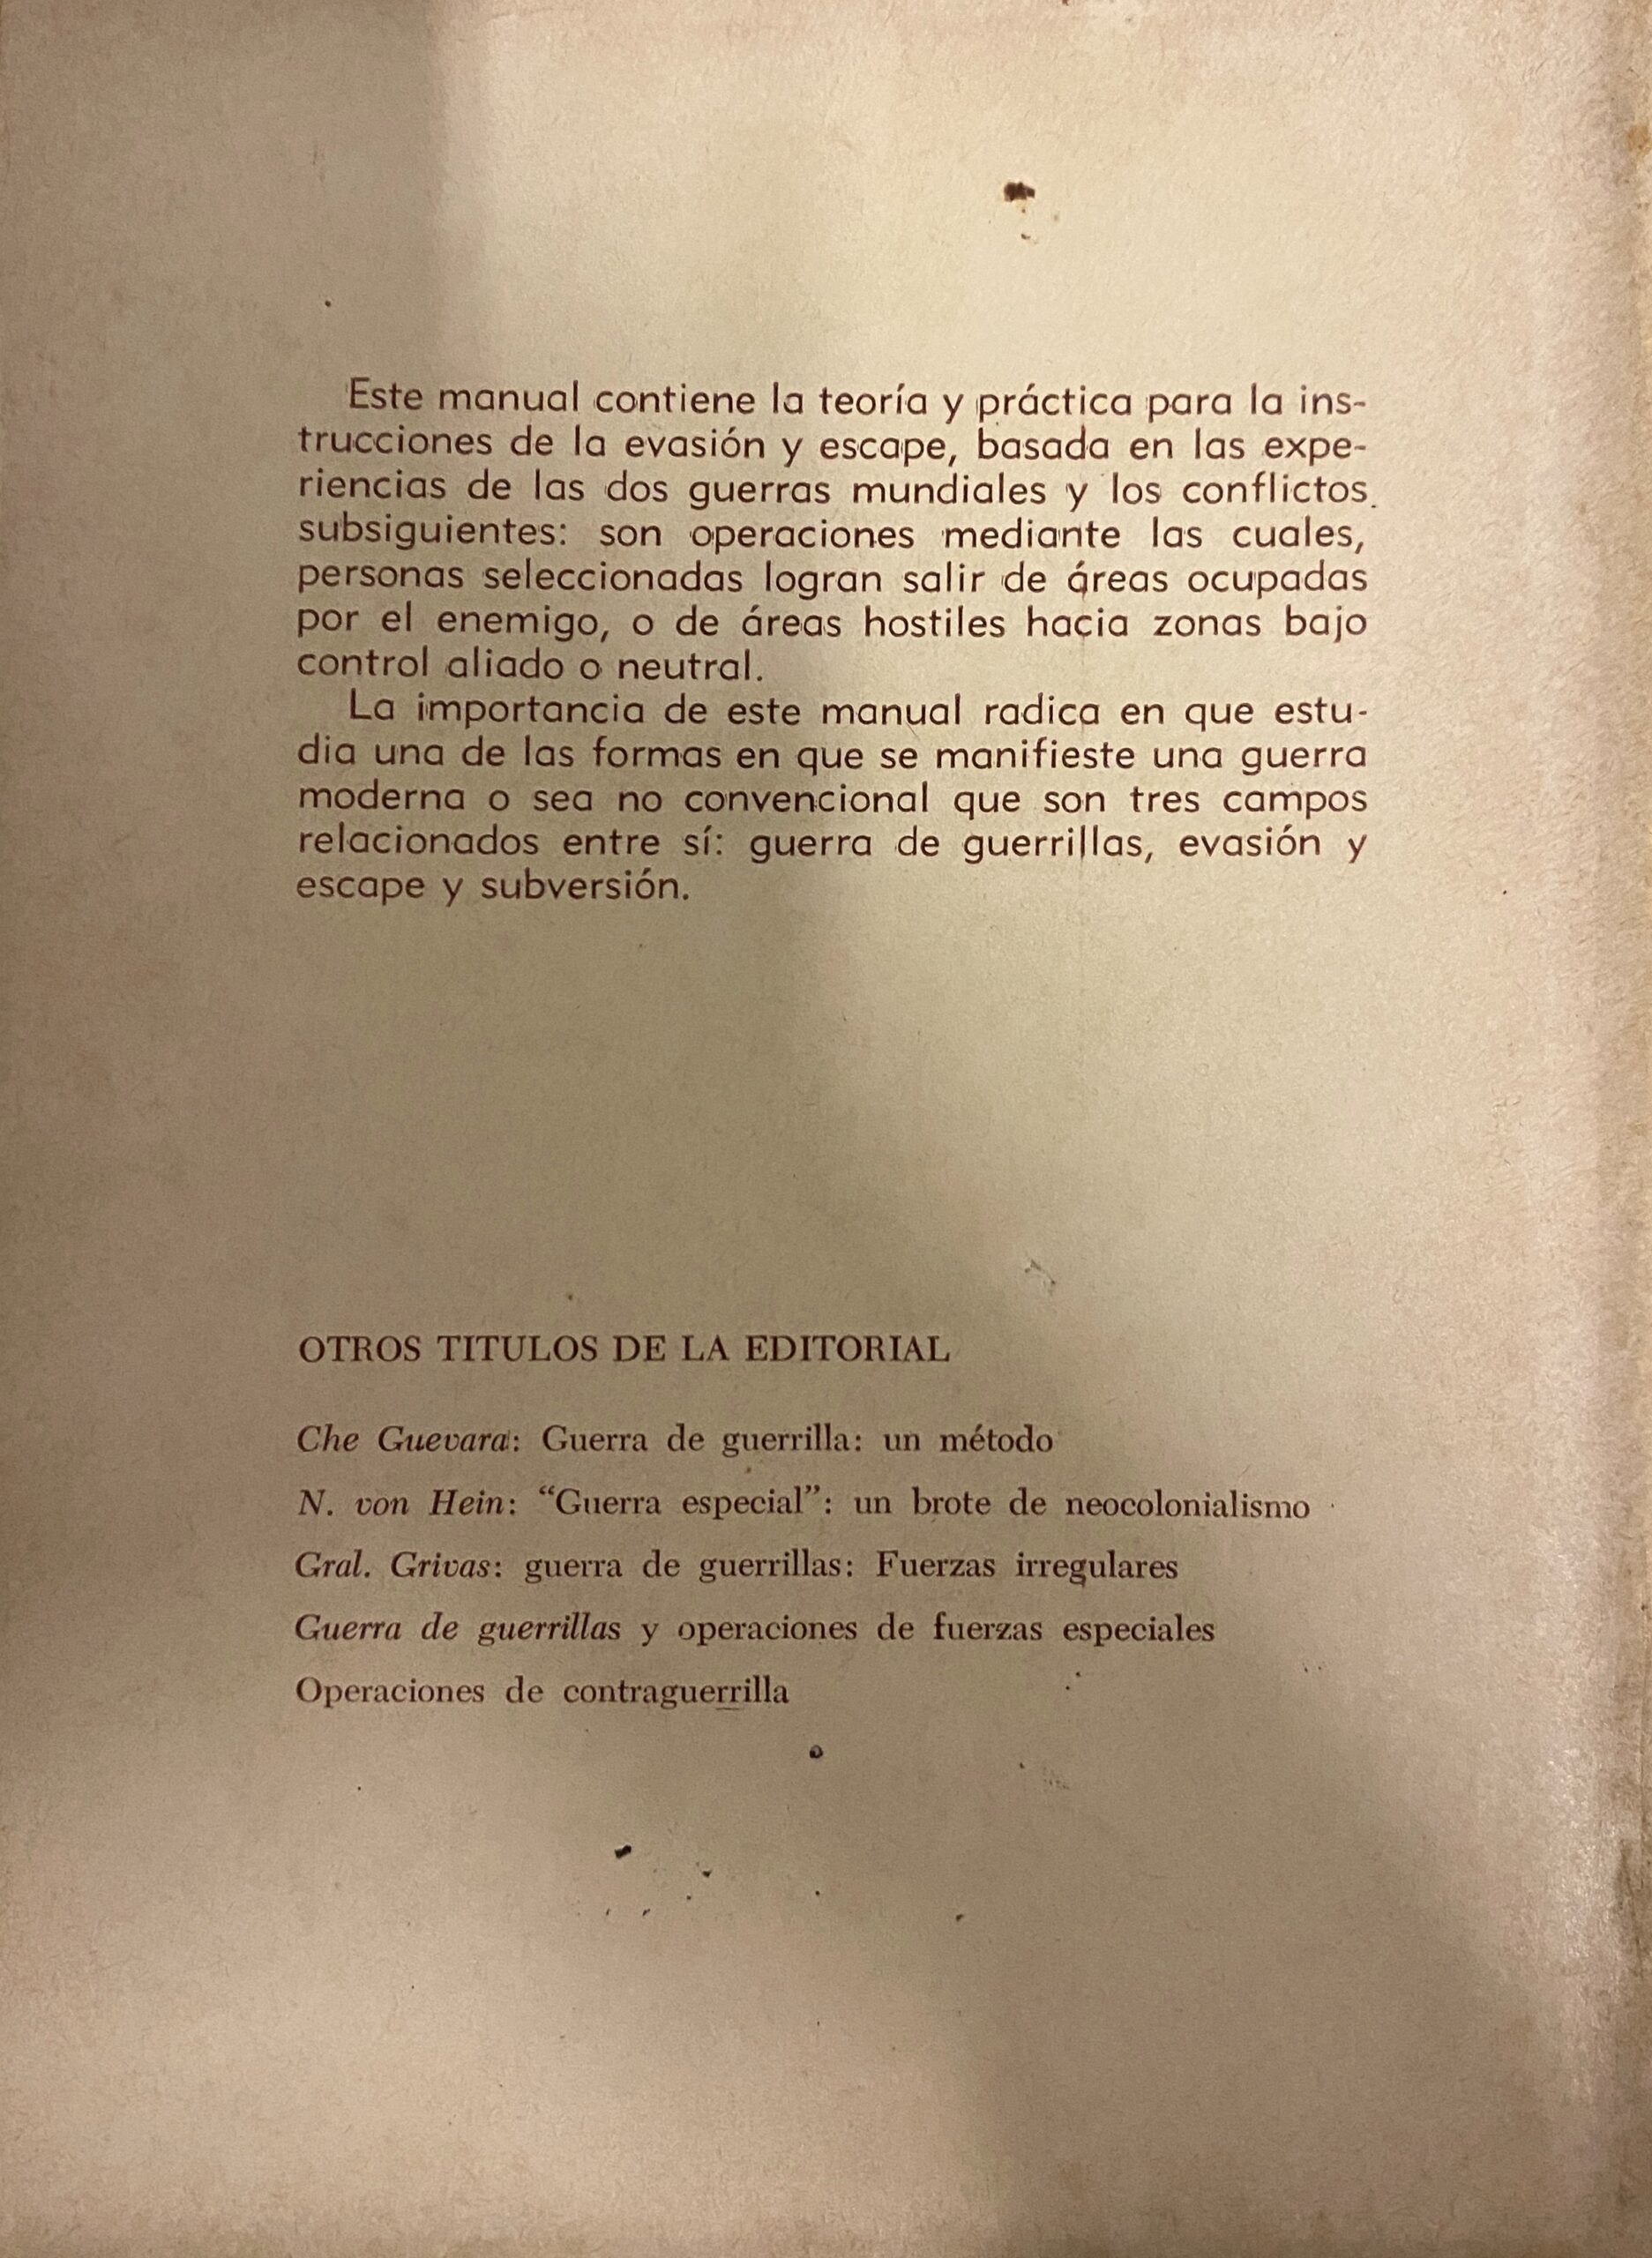 Este manual contiene la teoría y práctica para la ins-
trucciones de la evasión y escape, basada en las expe-
riencias de las dos guerras mundiales y los conflictos
subsiguientes: son operaciones mediante las cuales,
personas seleccionadas logran salir de áreas ocupadas
por el enemigo, o de áreas hostiles hacia zonas bajo
control aliado o neutral.
La importancia de este manual radica en que estu-
dia una de las formas en que se manifieste una guerra
moderna o sea no convencional que son tres campos
relacionados entre sí: guerra de guerrillas, evasión y
escape y subversión.
OTROS TITULOS DE LA EDITORIAL
Che Guevara: Guerra de guerrilla: un método
N. von Hein: “Guerra especial”: un brote de neocolonialismo
Gral. Grivas: guerra de guerrillas: Fuerzas irregulares
Guerra de guerrillas y operaciones de fuerzas especiales
Operaciones de contraguerrilla